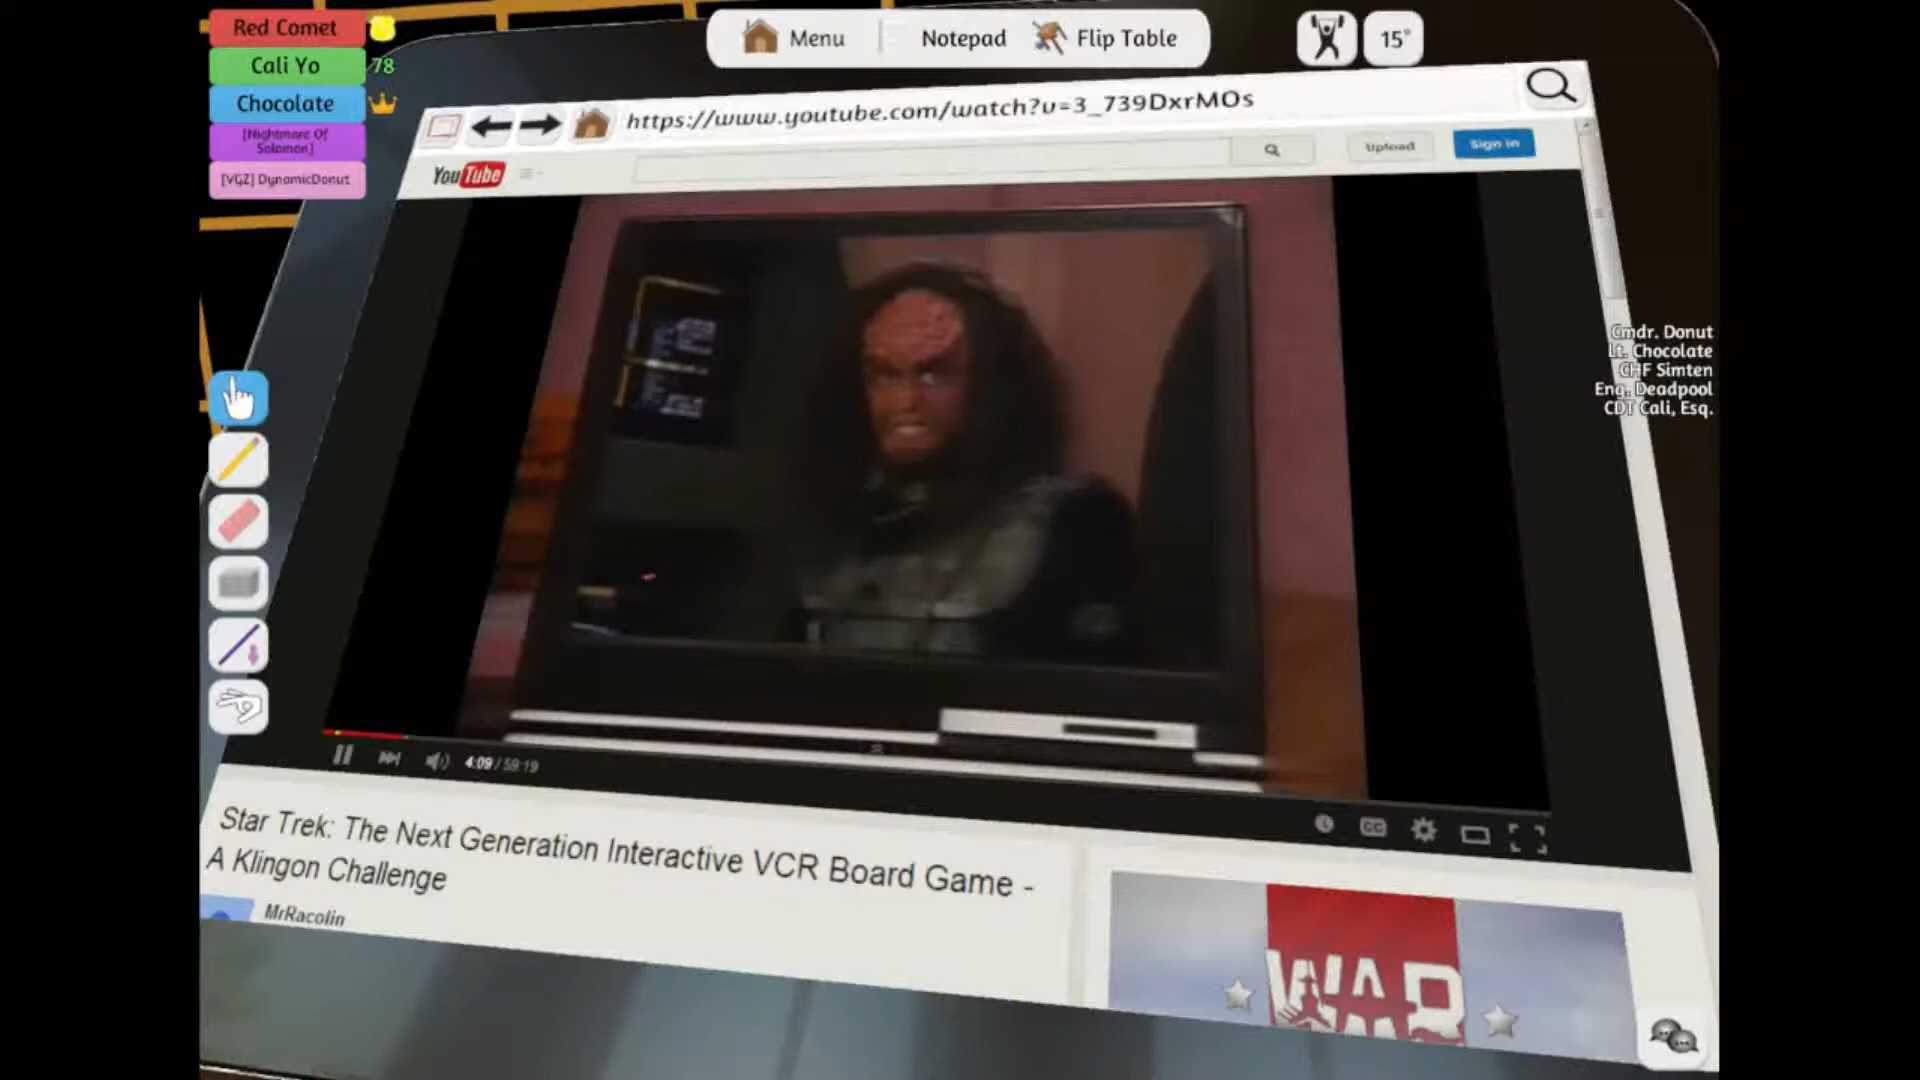 Red Comet
Cali Yo
78
Chocolate
[Nightmare Of
Solomon]
[VGZ] DynamicDonut
Menu
Notepad
Flip Table
15°
https://www.youtube.com/watch?v=3_739DxrMOs
YouTube
Upload
Sign in
Cmdr. Donut
Lt. Chocolate
CHF Simten
Eng. Deadpool
CDT Cali, Esq.
4:09 / 59:19
CC
Star Trek: The Next Generation Interactive VCR Board Game -
A Klingon Challenge
MrRacolin
WAR